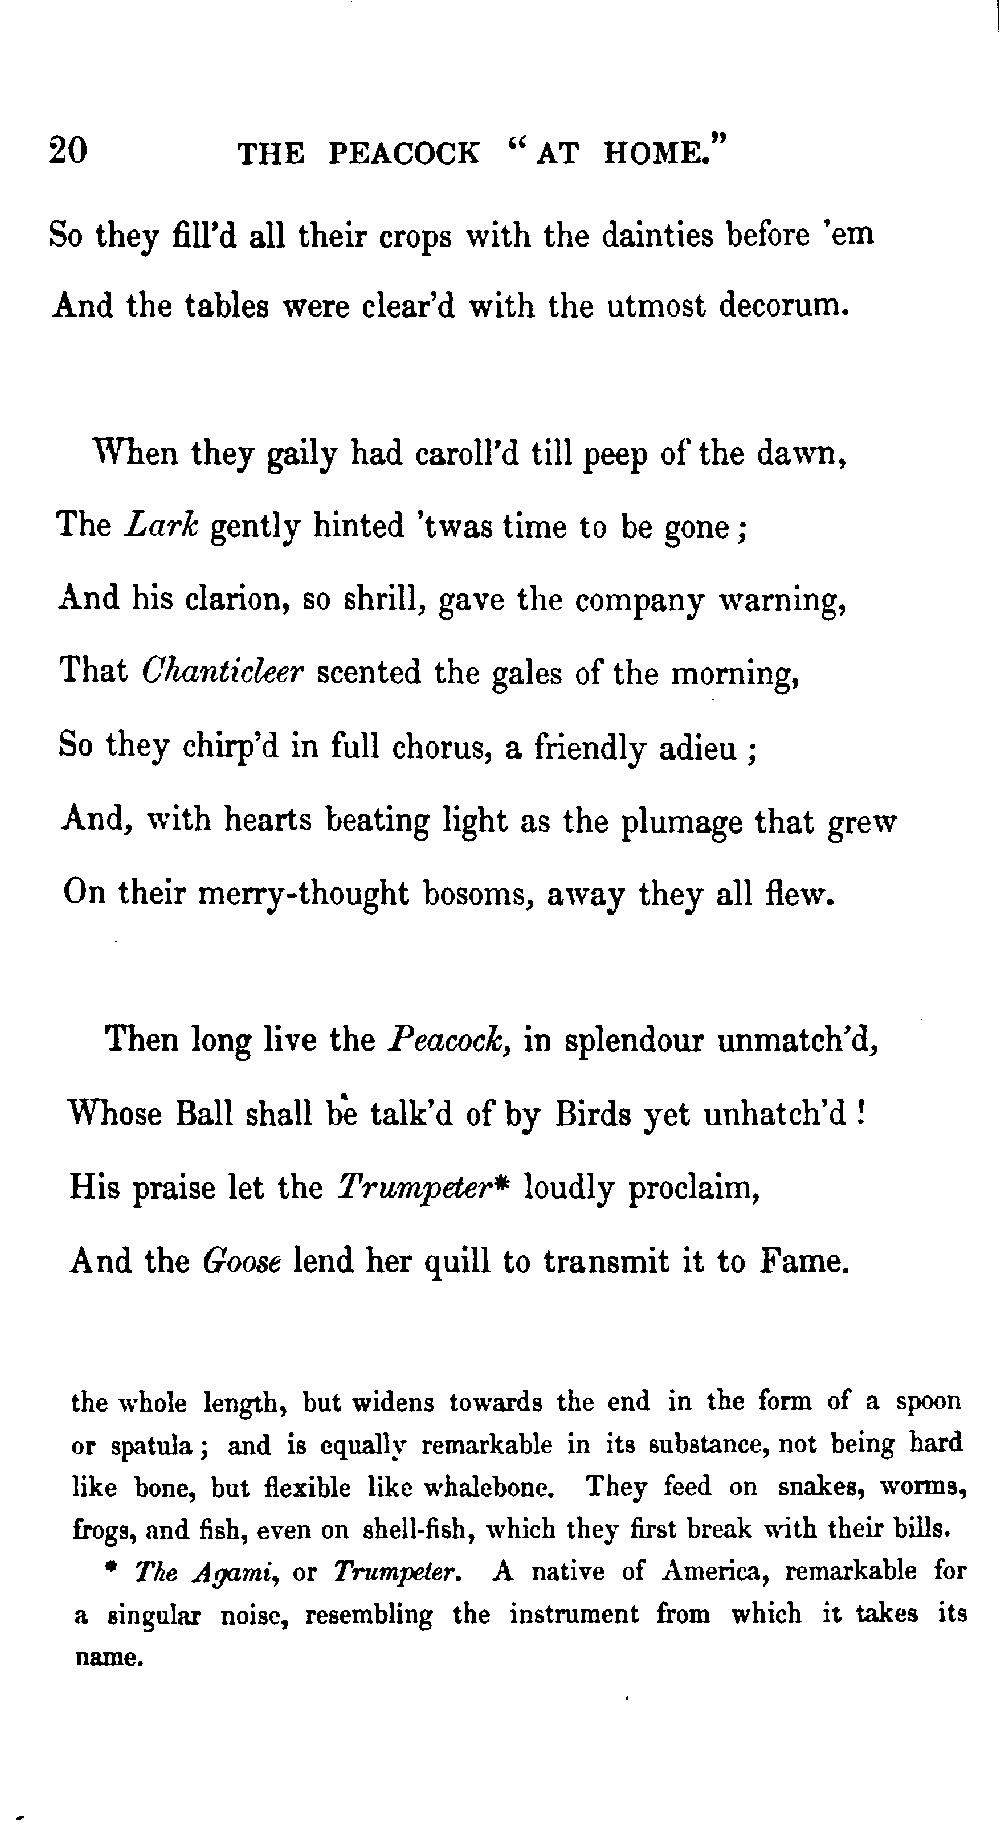 20 THE PEACOCK “AT HOME.”
So they fill’d all their crops with the dainties before ’em
And the tables were clear’d with the utmost decorum.
When they gaily had caroll’d till peep of the dawn,
The Lark gently hinted ’twas time to be gone;
And his clarion, so shrill, gave the company warning,
That Chanticleer scented the gales of the morning,
So they chirp’d in full chorus, a friendly adieu;
And, with hearts beating light as the plumage that grew
On their merry-thought bosoms, away they all flew.
Then long live the Peacock, in splendour unmatch’d,
Whose Ball shall be talk’d of by Birds yet unhatch’d!
His praise let the Trumpeter* loudly proclaim,
And the Goose lend her quill to transmit it to Fame.
the whole length, but widens towards the end in the form of a spoon
or spatula; and is equally remarkable in its substance, not being hard
like bone, but flexible like whalebone. They feed on snakes, worms,
frogs, and fish, even on shell-fish, which they first break with their bills.
* The Agami, or Trumpeter. A native of America, remarkable for
a singular noise, resembling the instrument from which it takes its
name.